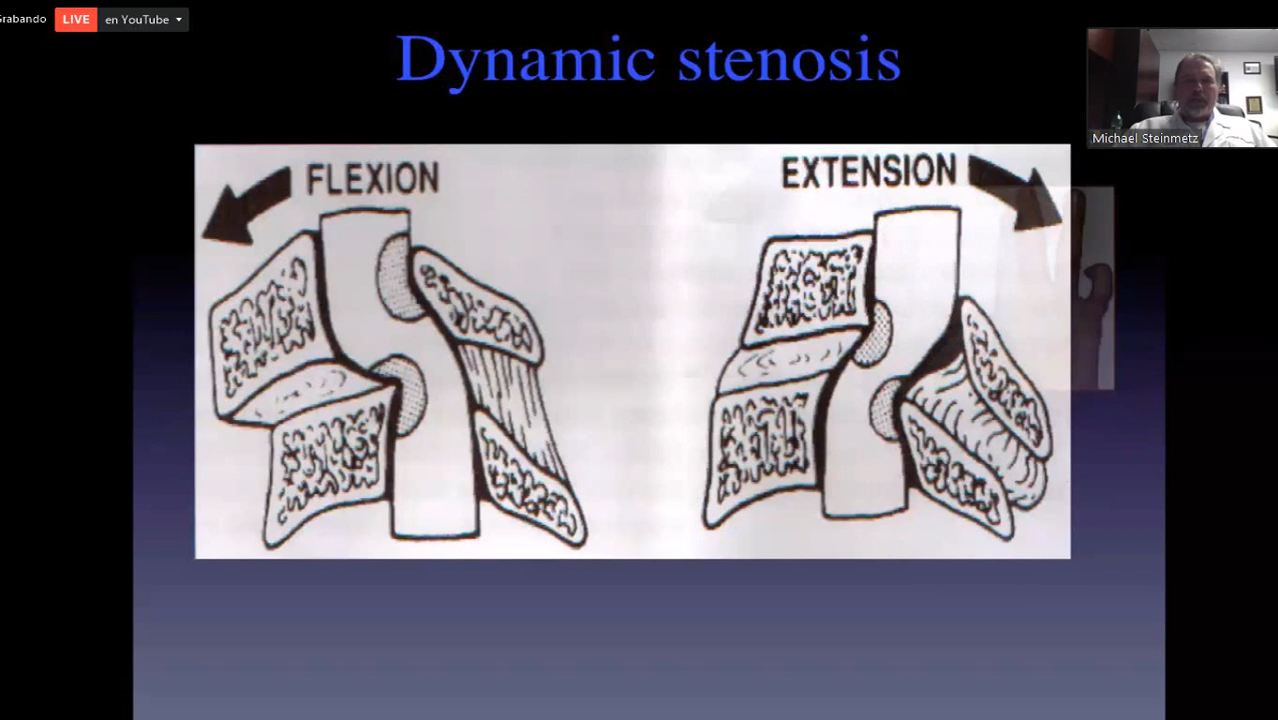 Grabando
LIVE
en YouTube
Dynamic stenosis
Michael Steinmetz
FLEXION
EXTENSION